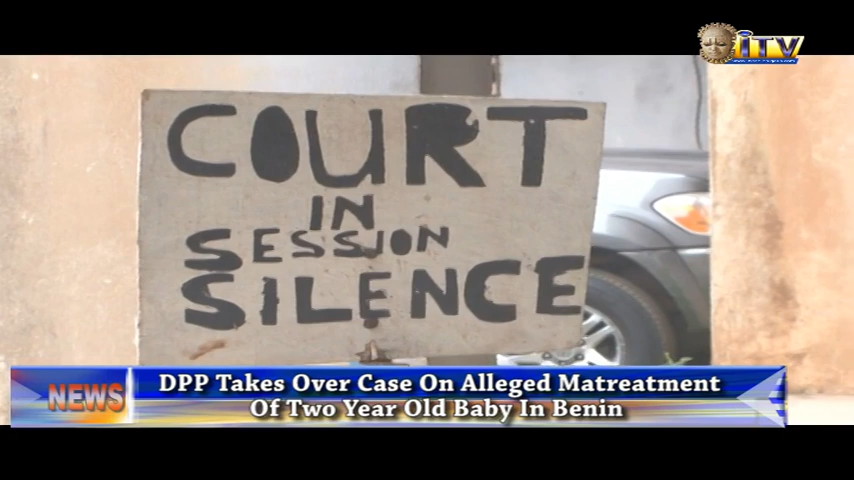 iTV
COURT
IN
SESSION
SILENCE
NEWS
DPP Takes Over Case On Alleged Matreatment
Of Two Year Old Baby In Benin